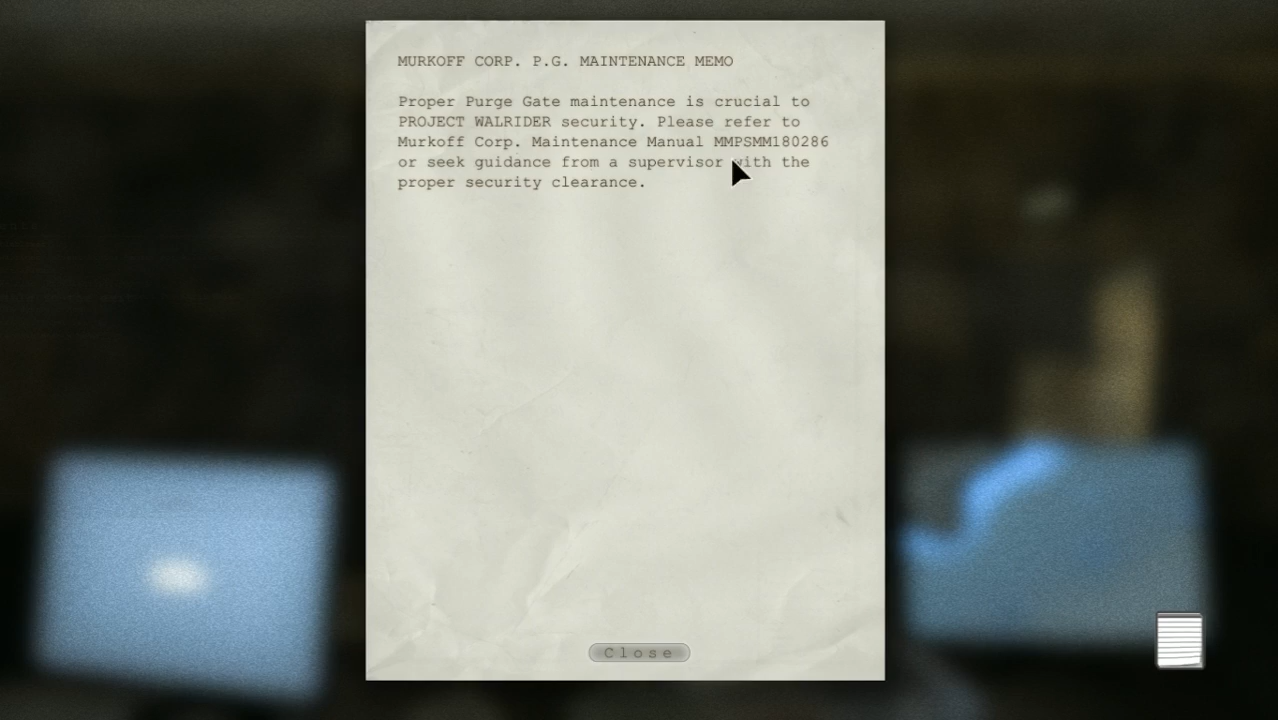 MURKOFF CORP. P.G. MAINTENANCE MEMO
Proper Purge Gate maintenance is crucial to
PROJECT WALRIDER security. Please refer to
Murkoff Corp. Maintenance Manual MMPSMM180286
or seek guidance from a supervisor with the
proper security clearance.
Close